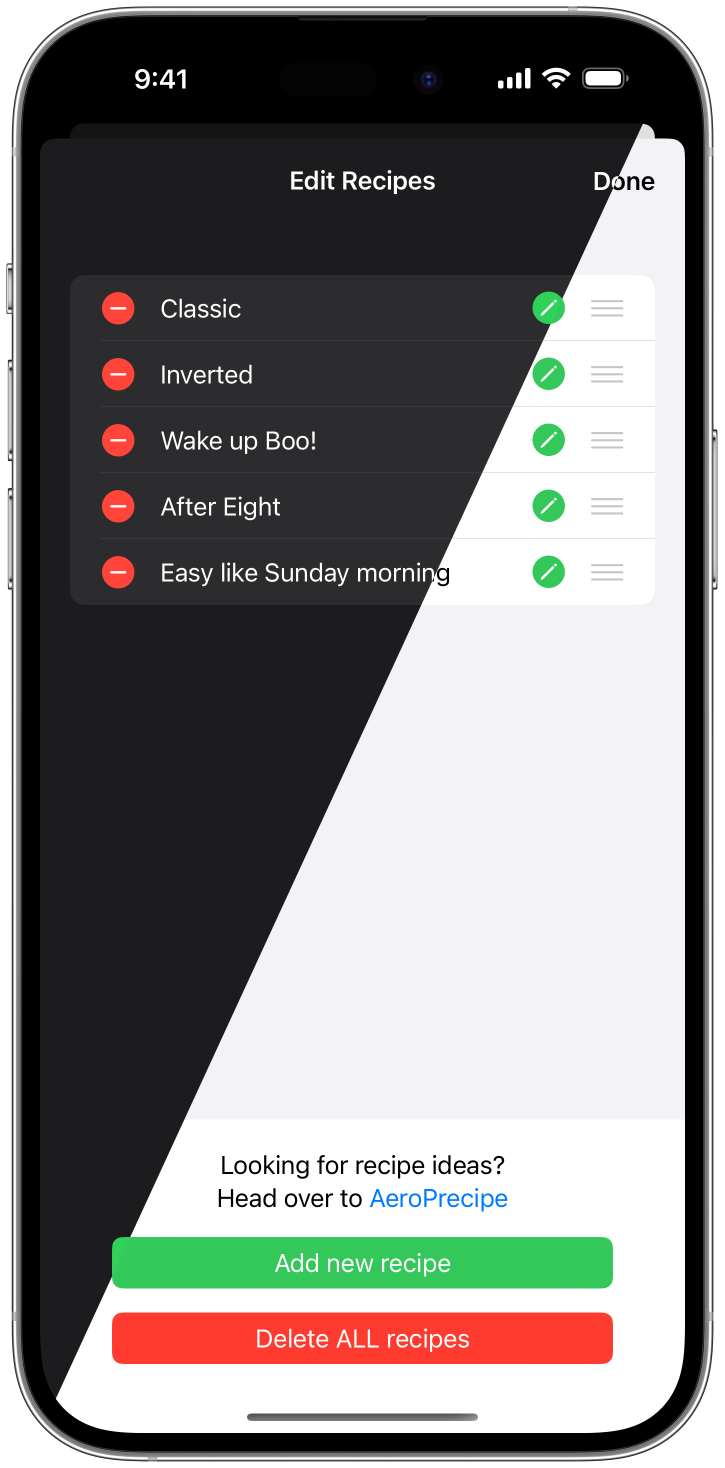 9:41
Edit Recipes
Done
Classic
Inverted
Wake up Boo!
After Eight
Easy like Sunday morning
Looking for recipe ideas?
Head over to AeroPrecipe
Add new recipe
Delete ALL recipes